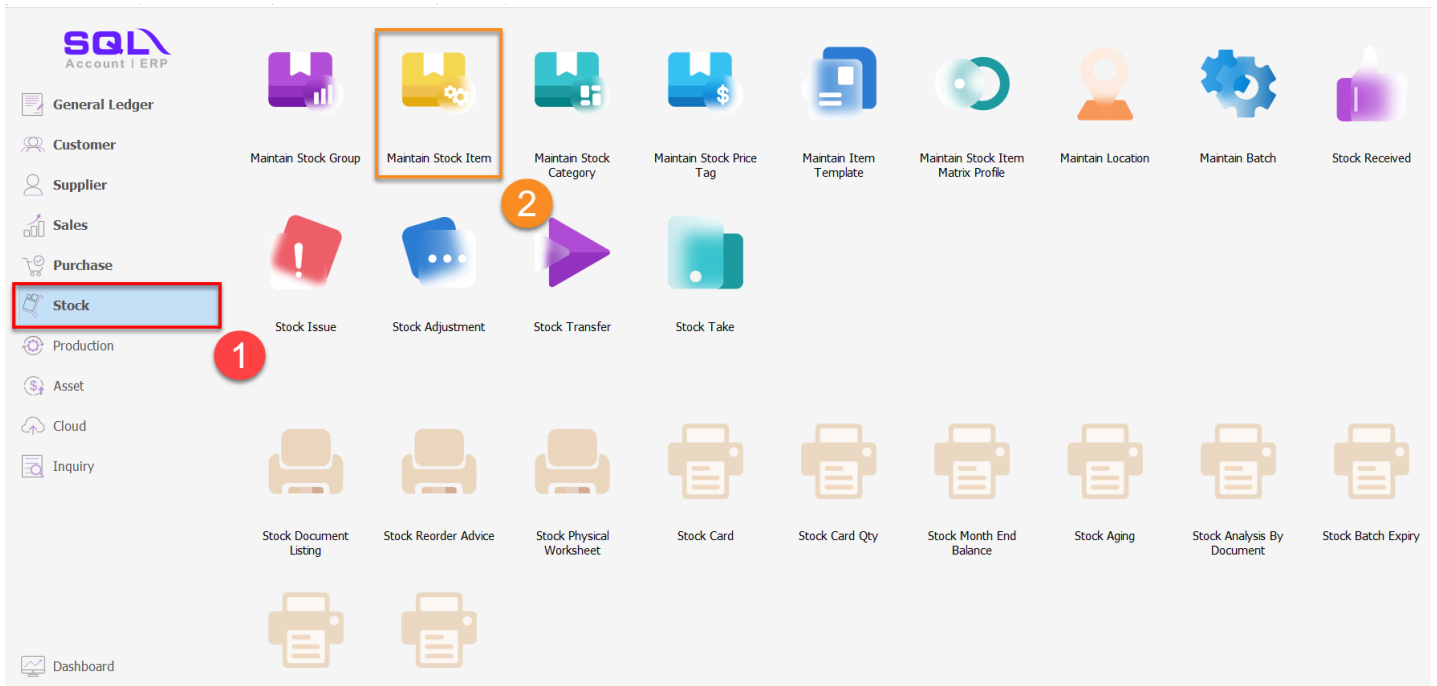 SQL
Account | ERP
General Ledger
Customer
Supplier
Sales
Purchase
Stock
Production
Asset
Cloud
Inquiry
Dashboard
1
2
Maintain Stock Group
Maintain Stock Item
Maintain Stock
Category
$
Maintain Stock Price
Tag
Maintain Item
Template
Maintain Stock Item
Matrix Profile
Maintain Location
Maintain Batch
Stock Received
!
Stock Issue
Stock Adjustment
Stock Transfer
Stock Take
Stock Document
Listing
Stock Reorder Advice
Stock Physical
Worksheet
Stock Card
Stock Card Qty
Stock Month End
Balance
Stock Aging
Stock Analysis By
Document
Stock Batch Expiry